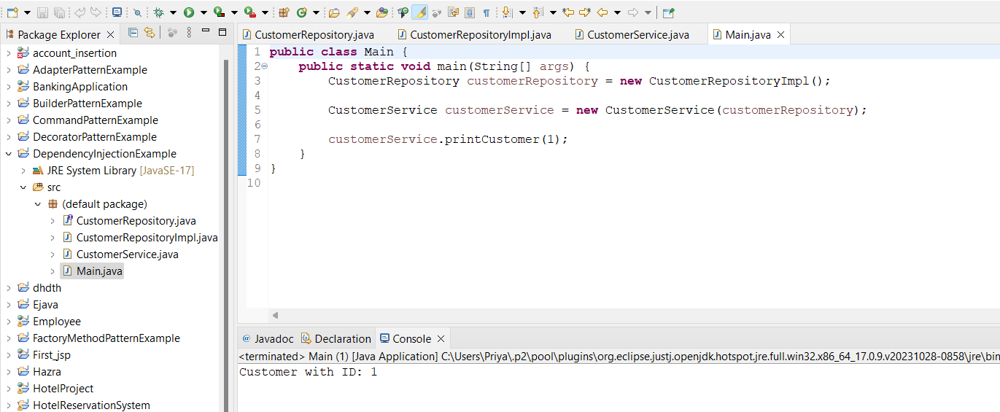 Package Explorer
account_insertion
AdapterPatternExample
BankingApplication
BuilderPatternExample
CommandPatternExample
DecoratorPatternExample
DependencyInjectionExample
JRE System Library [JavaSE-17]
src
(default package)
CustomerRepository.java
CustomerRepositoryImpl.java
CustomerService.java
Main.java
dhdth
Ejava
Employee
FactoryMethodPatternExample
First_jsp
Hazra
HotelProject
HotelReservationSystem
CustomerRepository.java CustomerRepositoryImpl.java CustomerService.java Main.java
1 public class Main {
2 public static void main(String[] args) {
3 CustomerRepository customerRepository = new CustomerRepositoryImpl();
4
5 CustomerService customerService = new CustomerService(customerRepository);
6
7 customerService.printCustomer(1);
8 }
9 }
10
@ Javadoc Declaration Console
<terminated> Main (1) [Java Application] C:\Users\Priya\.p2\pool\plugins\org.eclipse.justj.openjdk.hotspot.jre.full.win32.x86_64_17.0.9.v20231028-0858\jre\bin
Customer with ID: 1